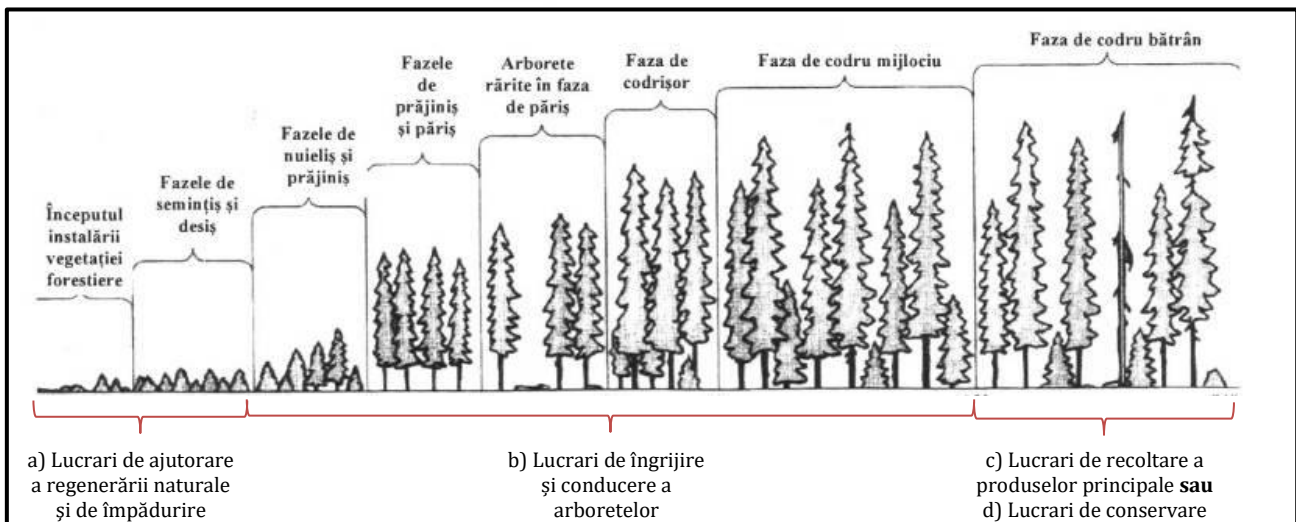 Începutul
instalării
vegetației
forestiere
Fazele de
semințiș și
desiș
Fazele de
nuieliș și
prăjiniș
Fazele
de
prăjiniș
și păriș
Arborete
rărite în faza
de păriș
Faza de
codrișor
Faza de codru mijlociu
Faza de codru bătrân
a) Lucrari de ajutorare
a regenerării naturale
și de împădurire
b) Lucrari de îngrijire
și conducere a
arboretelor
c) Lucrari de recoltare a
produselor principale sau
d) Lucrari de conservare